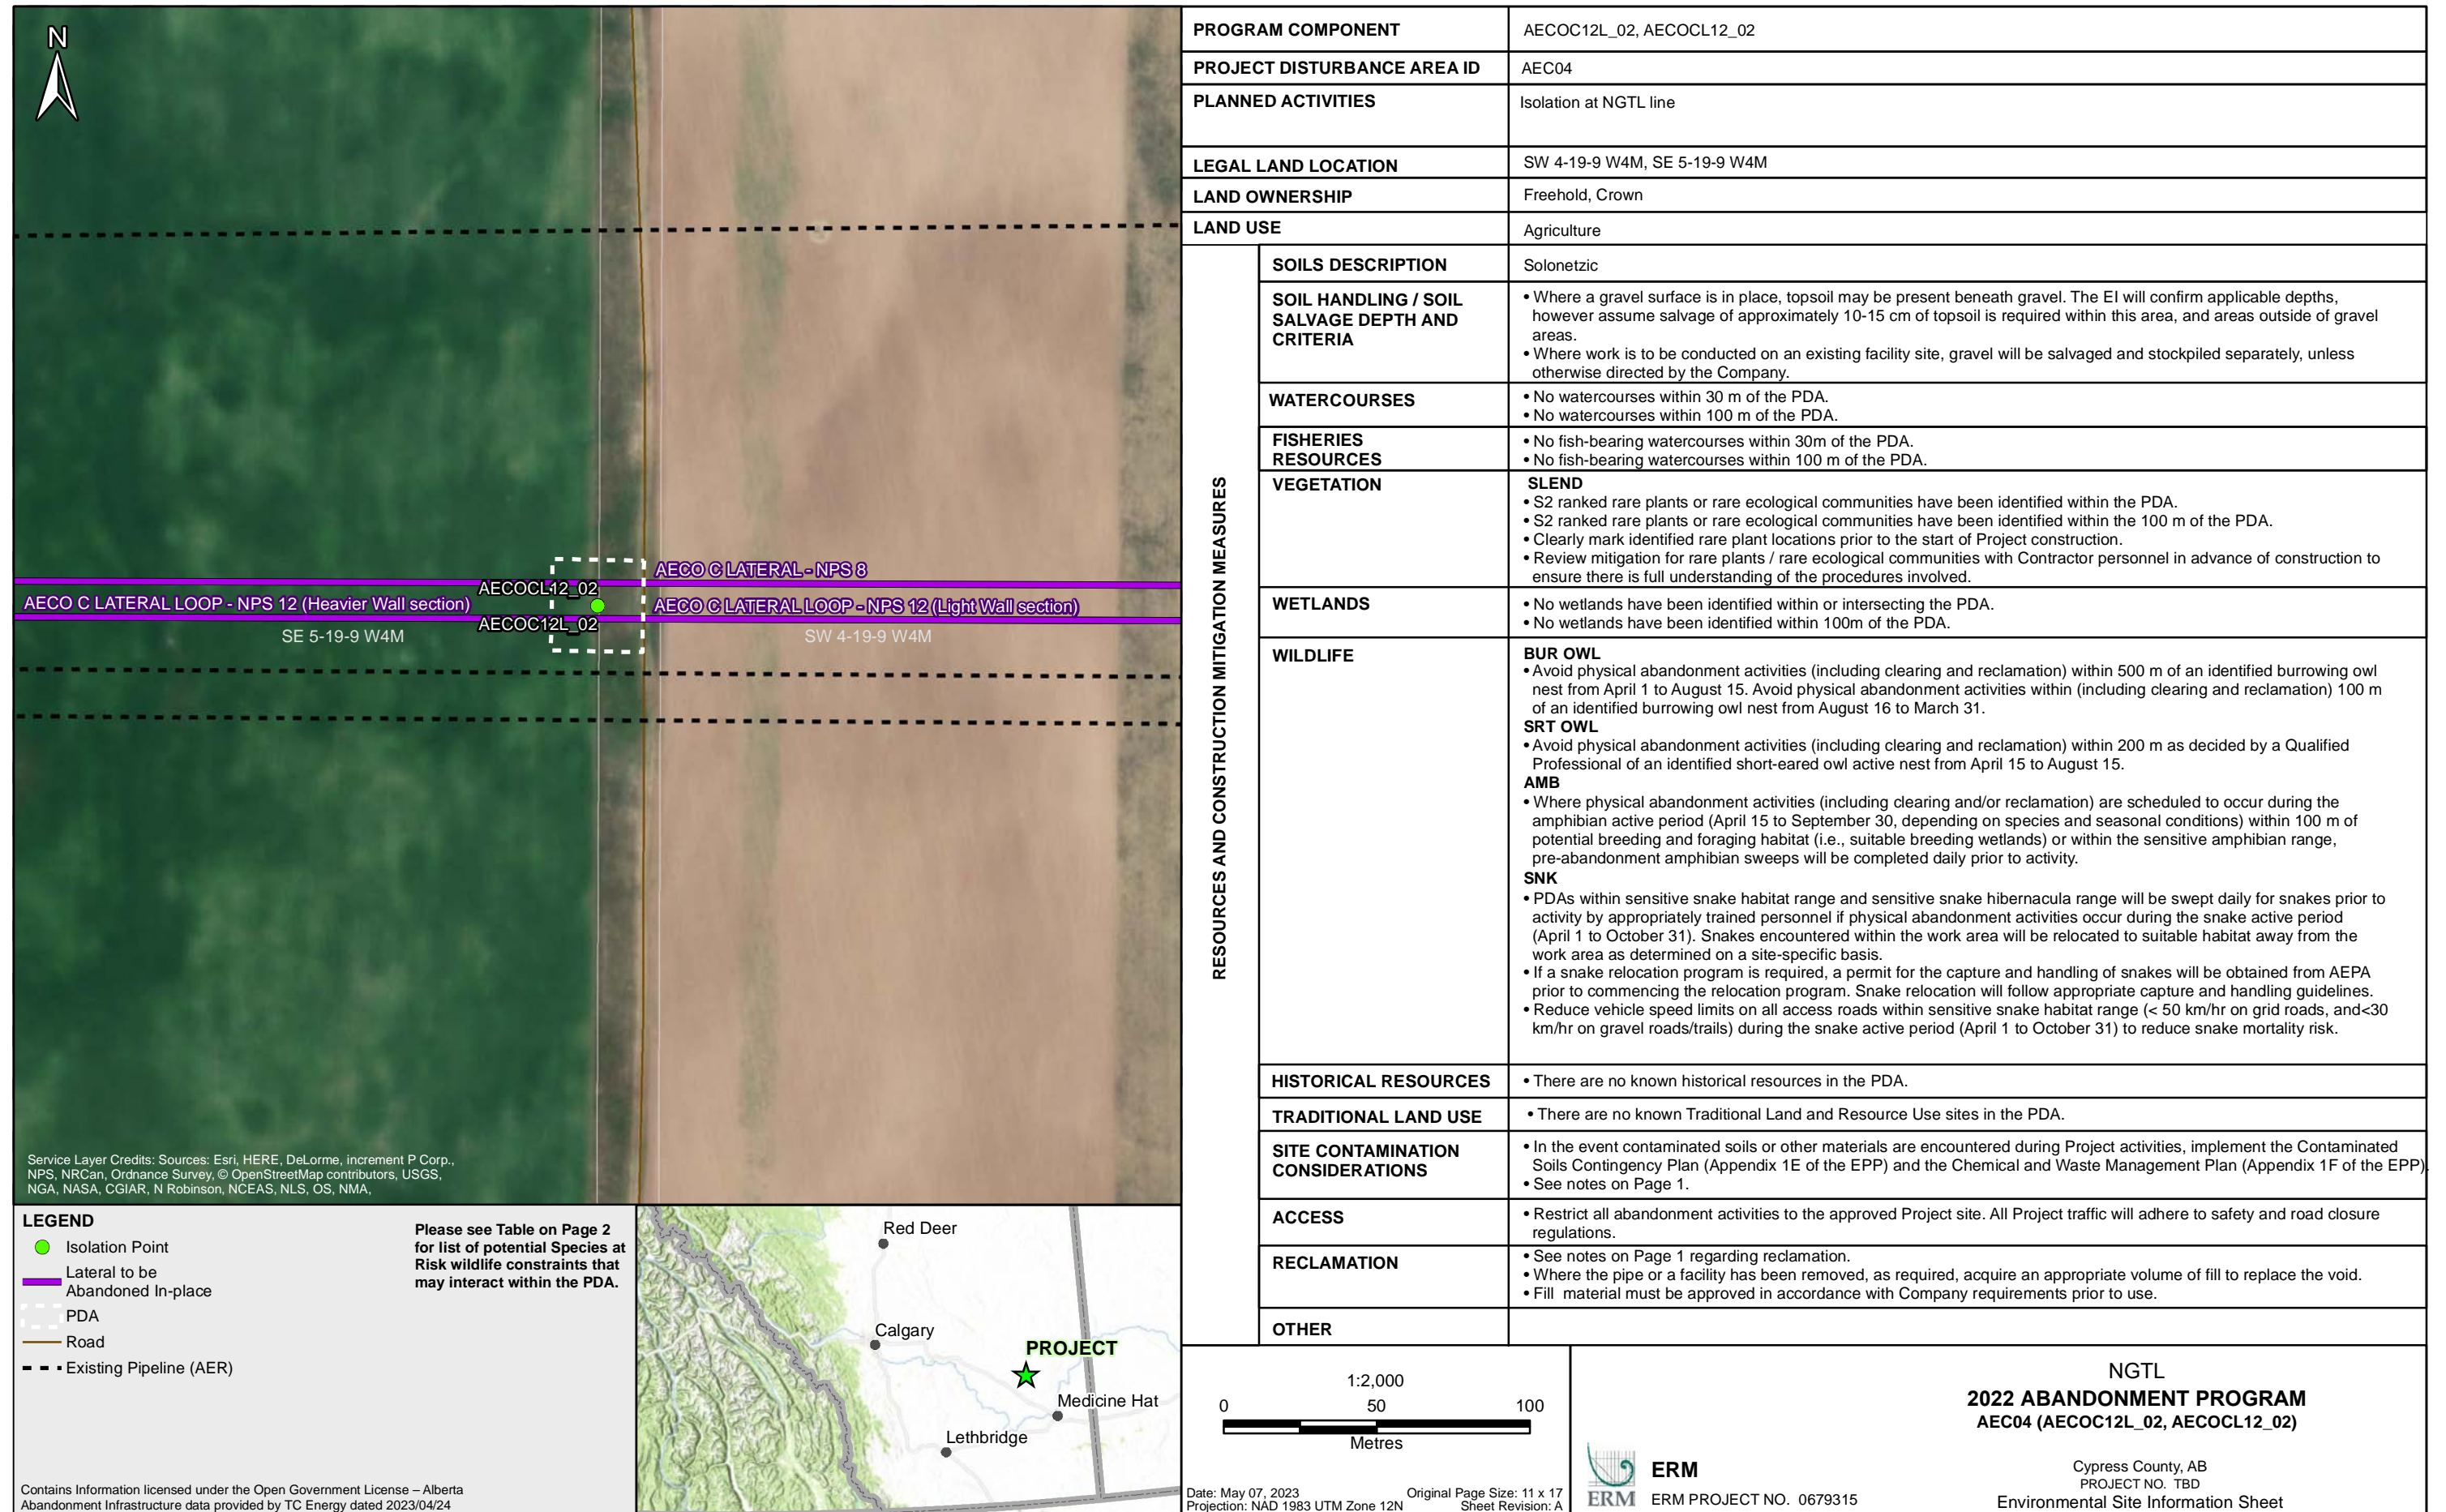 N
AECO C LATERAL - NPS 8
AECOCL12_02
AECO C LATERAL LOOP - NPS 12 (Heavier Wall section)
AECO C LATERAL LOOP - NPS 12 (Light Wall section)
AECOC12L_02
SE 5-19-9 W4M
SW 4-19-9 W4M
Service Layer Credits: Sources: Esri, HERE, DeLorme, increment P Corp.,
NPS, NRCan, Ordnance Survey, © OpenStreetMap contributors, USGS,
NGA, NASA, CGIAR, N Robinson, NCEAS, NLS, OS, NMA,
LEGEND
Isolation Point
Lateral to be
Abandoned In-place
PDA
Road
Existing Pipeline (AER)
Please see Table on Page 2
for list of potential Species at
Risk wildlife constraints that
may interact within the PDA.
Contains Information licensed under the Open Government License – Alberta
Abandonment Infrastructure data provided by TC Energy dated 2023/04/24
Red Deer
Calgary
PROJECT
Medicine Hat
Lethbridge
PROGRAM COMPONENT
AECOC12L_02, AECOCL12_02
PROJECT DISTURBANCE AREA ID
AEC04
PLANNED ACTIVITIES
Isolation at NGTL line
LEGAL LAND LOCATION
SW 4-19-9 W4M, SE 5-19-9 W4M
LAND OWNERSHIP
Freehold, Crown
LAND USE
Agriculture
RESOURCES AND CONSTRUCTION MITIGATION MEASURES
SOILS DESCRIPTION
Solonetzic
SOIL HANDLING / SOIL
SALVAGE DEPTH AND
CRITERIA
• Where a gravel surface is in place, topsoil may be present beneath gravel. The EI will confirm applicable depths,
however assume salvage of approximately 10-15 cm of topsoil is required within this area, and areas outside of gravel
areas.
• Where work is to be conducted on an existing facility site, gravel will be salvaged and stockpiled separately, unless
otherwise directed by the Company.
WATERCOURSES
• No watercourses within 30 m of the PDA.
• No watercourses within 100 m of the PDA.
FISHERIES
RESOURCES
• No fish-bearing watercourses within 30m of the PDA.
• No fish-bearing watercourses within 100 m of the PDA.
VEGETATION
SLEND
• S2 ranked rare plants or rare ecological communities have been identified within the PDA.
• S2 ranked rare plants or rare ecological communities have been identified within the 100 m of the PDA.
• Clearly mark identified rare plant locations prior to the start of Project construction.
• Review mitigation for rare plants / rare ecological communities with Contractor personnel in advance of construction to
ensure there is full understanding of the procedures involved.
WETLANDS
• No wetlands have been identified within or intersecting the PDA.
• No wetlands have been identified within 100m of the PDA.
WILDLIFE
BUR OWL
• Avoid physical abandonment activities (including clearing and reclamation) within 500 m of an identified burrowing owl
nest from April 1 to August 15. Avoid physical abandonment activities within (including clearing and reclamation) 100 m
of an identified burrowing owl nest from August 16 to March 31.
SRT OWL
• Avoid physical abandonment activities (including clearing and reclamation) within 200 m as decided by a Qualified
Professional of an identified short-eared owl active nest from April 15 to August 15.
AMB
• Where physical abandonment activities (including clearing and/or reclamation) are scheduled to occur during the
amphibian active period (April 15 to September 30, depending on species and seasonal conditions) within 100 m of
potential breeding and foraging habitat (i.e., suitable breeding wetlands) or within the sensitive amphibian range,
pre-abandonment amphibian sweeps will be completed daily prior to activity.
SNK
• PDAs within sensitive snake habitat range and sensitive snake hibernacula range will be swept daily for snakes prior to
activity by appropriately trained personnel if physical abandonment activities occur during the snake active period
(April 1 to October 31). Snakes encountered within the work area will be relocated to suitable habitat away from the
work area as determined on a site-specific basis.
• If a snake relocation program is required, a permit for the capture and handling of snakes will be obtained from AEPA
prior to commencing the relocation program. Snake relocation will follow appropriate capture and handling guidelines.
• Reduce vehicle speed limits on all access roads within sensitive snake habitat range (< 50 km/hr on grid roads, and<30
km/hr on gravel roads/trails) during the snake active period (April 1 to October 31) to reduce snake mortality risk.
HISTORICAL RESOURCES
• There are no known historical resources in the PDA.
TRADITIONAL LAND USE
• There are no known Traditional Land and Resource Use sites in the PDA.
SITE CONTAMINATION
CONSIDERATIONS
• In the event contaminated soils or other materials are encountered during Project activities, implement the Contaminated
Soils Contingency Plan (Appendix 1E of the EPP) and the Chemical and Waste Management Plan (Appendix 1F of the EPP).
• See notes on Page 1.
ACCESS
• Restrict all abandonment activities to the approved Project site. All Project traffic will adhere to safety and road closure
regulations.
RECLAMATION
• See notes on Page 1 regarding reclamation.
• Where the pipe or a facility has been removed, as required, acquire an appropriate volume of fill to replace the void.
• Fill material must be approved in accordance with Company requirements prior to use.
OTHER
1:2,000
0 50 100
Metres
Date: May 07, 2023 Original Page Size: 11 x 17
Projection: NAD 1983 UTM Zone 12N Sheet Revision: A
ERM
ERM
ERM PROJECT NO. 0679315
NGTL
2022 ABANDONMENT PROGRAM
AEC04 (AECOC12L_02, AECOCL12_02)
Cypress County, AB
PROJECT NO. TBD
Environmental Site Information Sheet